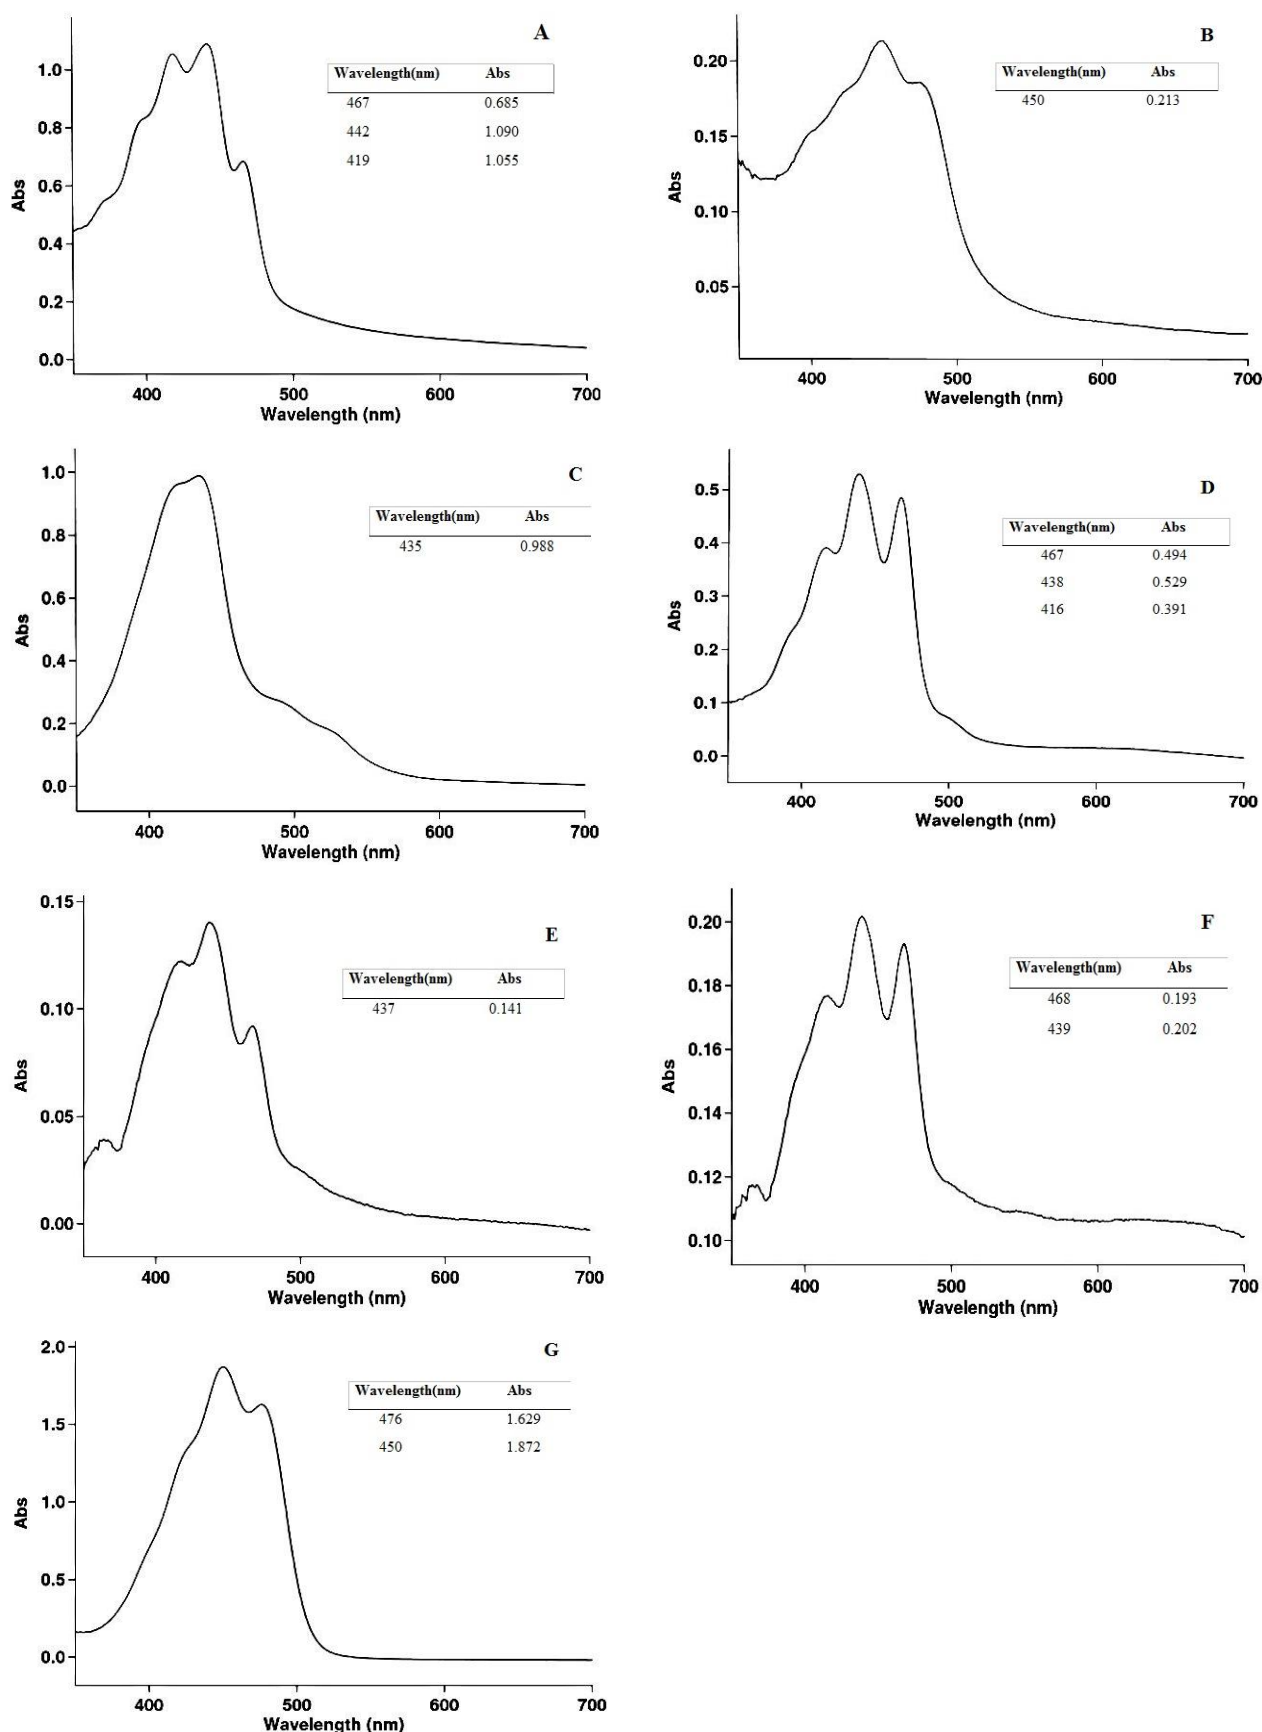 A
Wavelength(nm) Abs
467 0.685
442 1.090
419 1.055
1.0
0.8
0.6
0.4
0.2
0.0
Abs
400 500 600 700
Wavelength (nm)
B
Wavelength(nm) Abs
450 0.213
0.20
0.15
0.10
0.05
Abs
400 500 600 700
Wavelength (nm)
C
Wavelength(nm) Abs
435 0.988
1.0
0.8
0.6
0.4
0.2
0.0
Abs
400 500 600 700
Wavelength (nm)
D
Wavelength(nm) Abs
467 0.494
438 0.529
416 0.391
0.5
0.4
0.3
0.2
0.1
0.0
Abs
400 500 600 700
Wavelength (nm)
E
Wavelength(nm) Abs
437 0.141
0.15
0.10
0.05
0.00
Abs
400 500 600 700
Wavelength (nm)
F
Wavelength(nm) Abs
468 0.193
439 0.202
0.20
0.18
0.16
0.14
0.12
0.10
Abs
400 500 600 700
Wavelength (nm)
G
Wavelength(nm) Abs
476 1.629
450 1.872
2.0
1.5
1.0
0.5
0.0
Abs
400 500 600 700
Wavelength (nm)